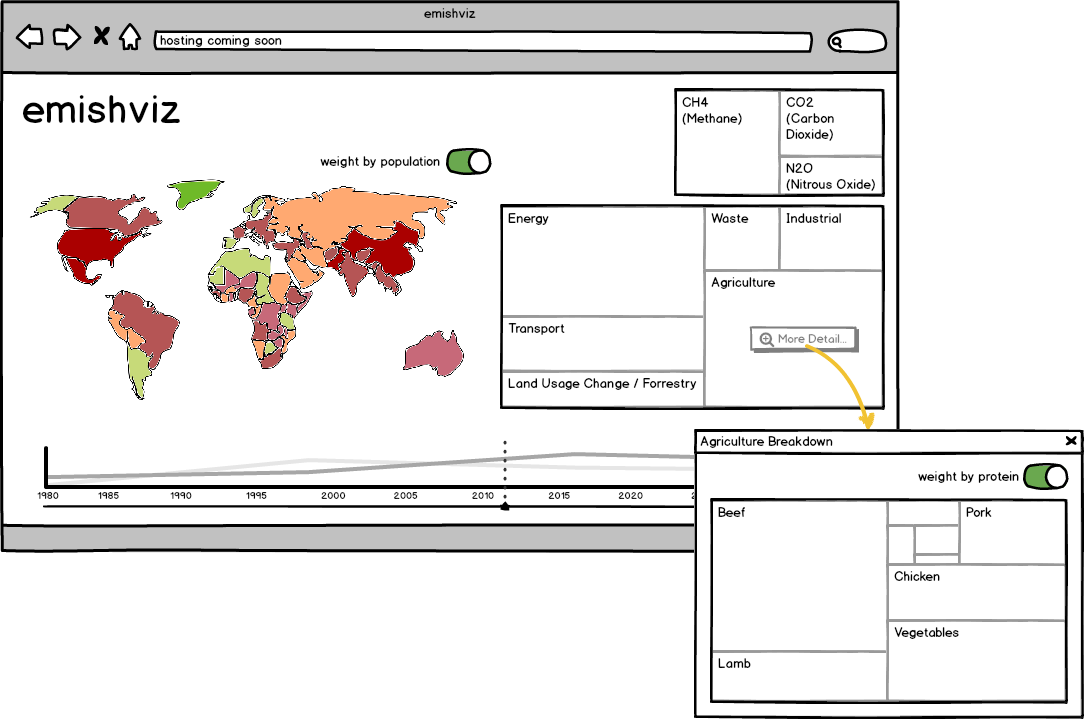 emishviz
hosting coming soon
emishviz
weight by population
CH4
(Methane)
CO2
(Carbon
Dioxide)
N2O
(Nitrous Oxide)
Energy
Waste
Industrial
Agriculture
Transport
More Detail...
Land Usage Change / Forrestry
1980
1985
1990
1995
2000
2005
2010
2015
2020
2
Agriculture Breakdown
weight by protein
Beef
Pork
Chicken
Vegetables
Lamb